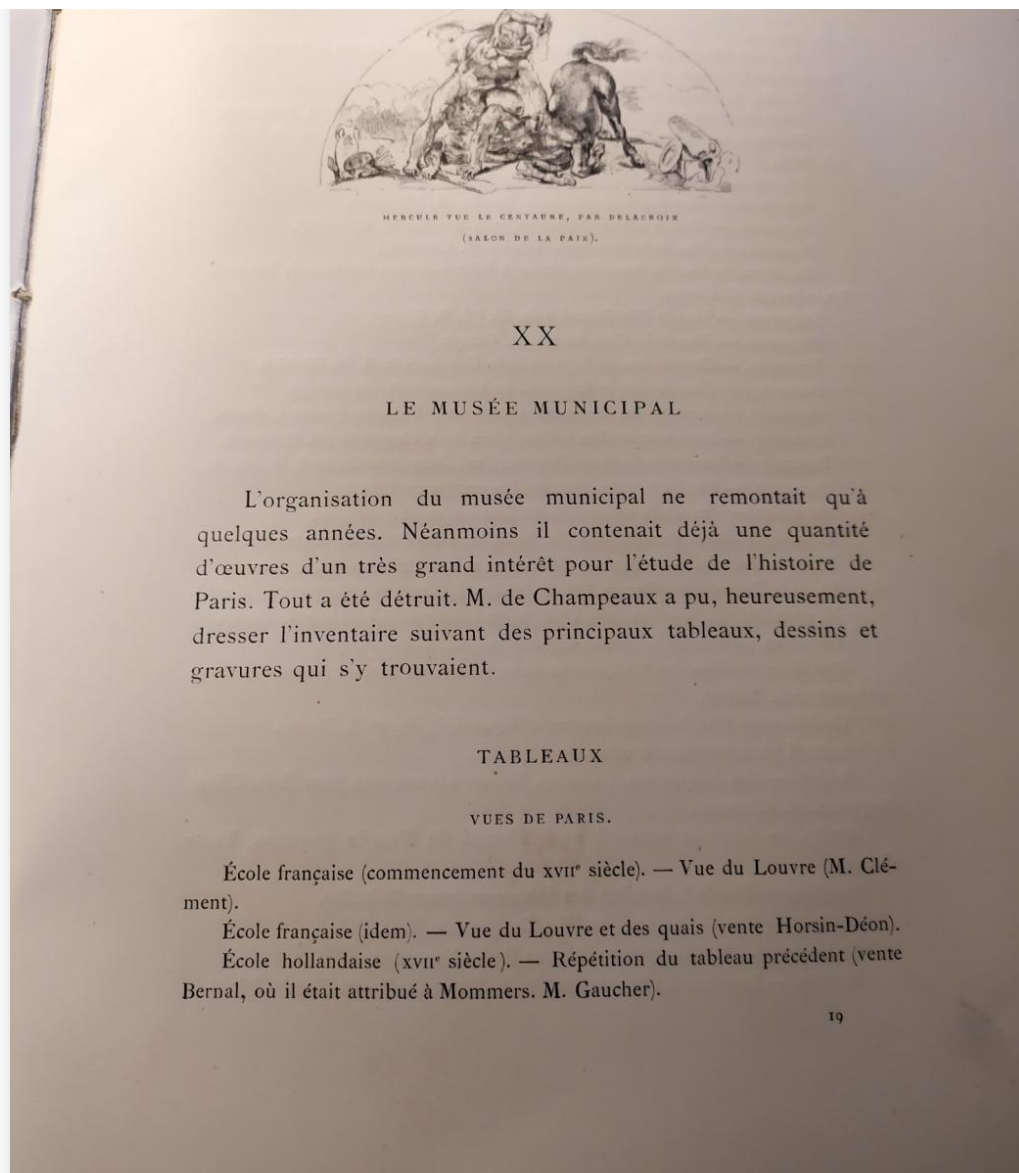 HERCULE TUE LE CENTAURE, PAR DELACROIX
(SALON DE LA PAIX).
XX
LE MUSÉE MUNICIPAL
L'organisation du musée municipal ne remontait qu'à
quelques années. Néanmoins il contenait déjà une quantité
d'œuvres d'un très grand intérêt pour l'étude de l'histoire de
Paris. Tout a été détruit. M. de Champeaux a pu, heureusement,
dresser l'inventaire suivant des principaux tableaux, dessins et
gravures qui s'y trouvaient.
TABLEAUX
VUES DE PARIS.
École française (commencement du XVIIe siècle). — Vue du Louvre (M. Clé-
ment).
École française (idem). — Vue du Louvre et des quais (vente Horsin-Déon).
École hollandaise (XVIIe siècle). — Répétition du tableau précédent (vente
Bernal, où il était attribué à Mommers. M. Gaucher).
19